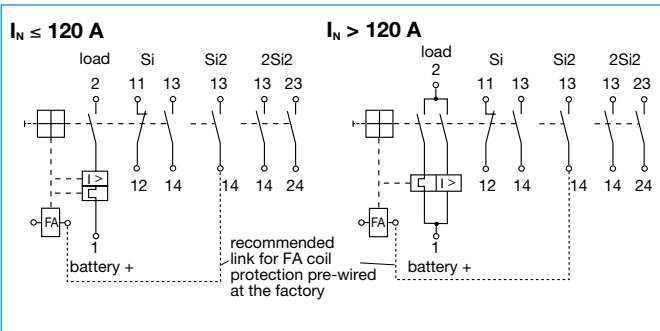 I_N ≤ 120 A
load Si Si2 2Si2
2 11 13 13 13 23
I >
12 14 14 14 24
FA
1
battery +
I_N > 120 A
load Si Si2 2Si2
2 11 13 13 13 23
I >
12 14 14 14 24
FA
1
battery +
recommended
link for FA coil
protection pre-wired
at the factory